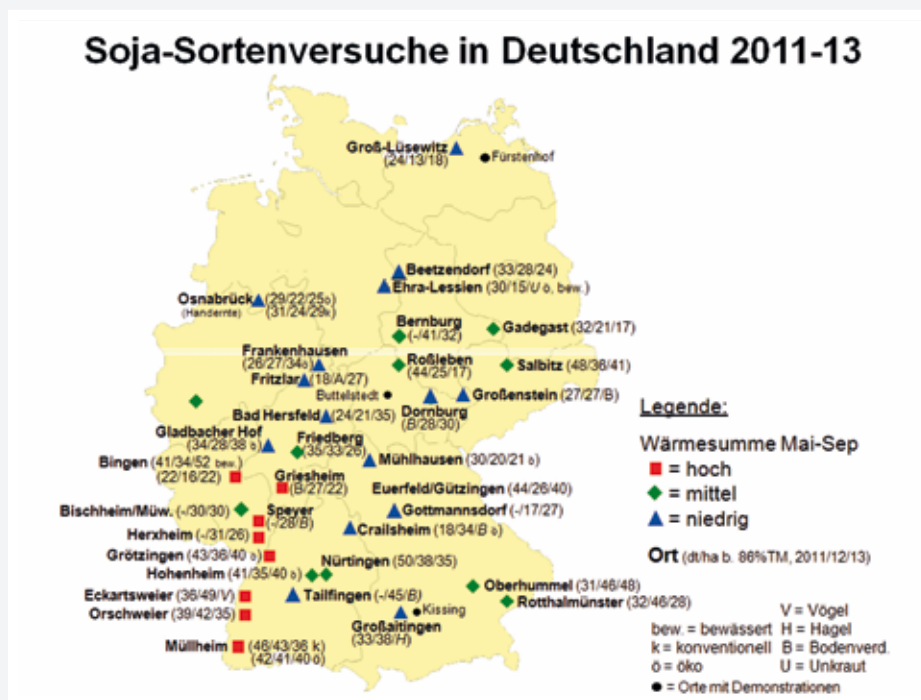 Soja-Sortenversuche in Deutschland 2011-13
Groß-Lüsewitz
(24/13/18)
Fürstenhof
Beetzendorf (33/28/24)
Ehra-Lessien (30/15/U ö, bew.)
Osnabrück (29/22/25ö)
(Handernte) (31/24/29k)
Bernburg
(-/41/32)
Gadegast (32/21/17)
Frankenhausen
(26/27/34ö)
Roßleben
(44/25/17)
Salbitz (48/36/41)
Fritzlar (18/A/27)
Buttelstedt
Großenstein (27/27/B)
Dornburg
(B/28/30)
Bad Hersfeld (24/21/35)
Gladbacher Hof
(34/28/38 ö)
Friedberg
(35/33/26)
Mühlhausen (30/20/21 ö)
Bingen (41/34/52 bew.)
(22/16/22)
Griesheim
(B/27/22)
Euerfeld/Gützingen (44/26/40)
Bischheim/Müw. (-/30/30)
Speyer
(-/28/B)
Gottmannsdorf (-/17/27)
Herxheim (-/31/26)
Crailsheim (18/34/B ö)
Grötzingen (43/36/40 ö)
Nürtingen (50/38/35)
Hohenheim (41/35/40 ö)
Oberhummel (31/46/48)
Eckartsweier (36/49/V)
Tailfingen (-/45/B)
Rotthalmünster (32/46/28)
Orschweier (39/42/35)
Kissing
Großaitingen
(33/38/H)
Müllheim (46/43/36 k)
(42/41/40 ö)
Legende:
Wärmesumme Mai-Sep
= hoch
= mittel
= niedrig
Ort (dt/ha b. 86%TM, 2011/12/13)
V = Vögel
bew. = bewässert H = Hagel
k = konventionell B = Bodenverd.
ö = öko U = Unkraut
= Orte mit Demonstrationen